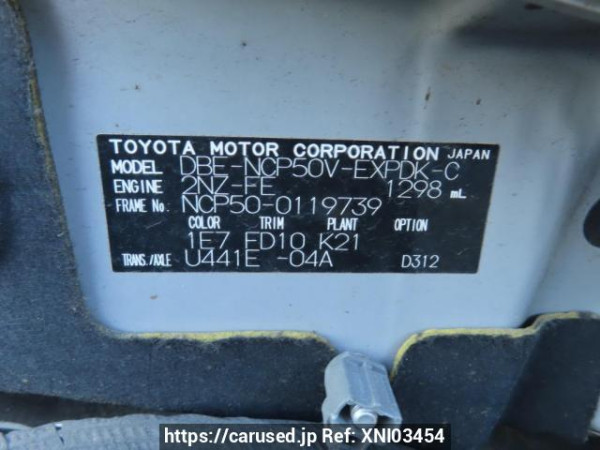 TOYOTA MOTOR CORPORATION JAPAN
MODEL DBE-NCP50V-EXPDK-C
ENGINE 2NZ-FE 1298 mL
FRAME No. NCP50-0119739
COLOR TRIM PLANT OPTION
1E7 FD10 K21
TRANS./AXLE U441E -04A D312
https://carused.jp Ref: XNI03454